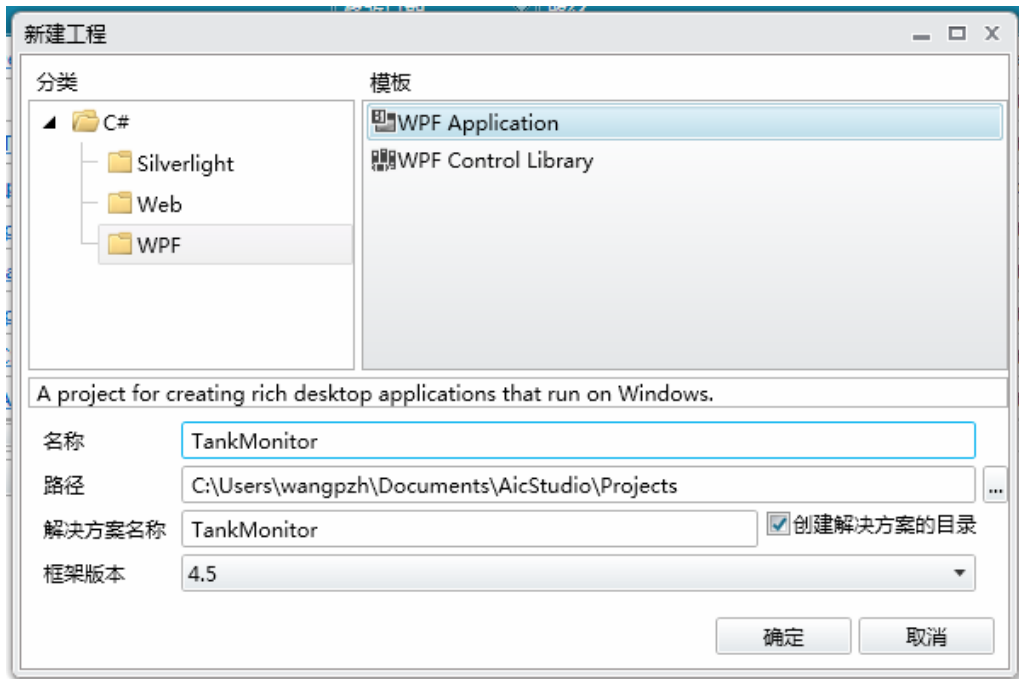 新建工程
分类
模板
C#
Silverlight
Web
WPF
WPF Application
WPF Control Library
A project for creating rich desktop applications that run on Windows.
名称 TankMonitor
路径 C:\Users\wangpzh\Documents\AicStudio\Projects ...
解决方案名称 TankMonitor 创建解决方案的目录
框架版本 4.5
确定 取消